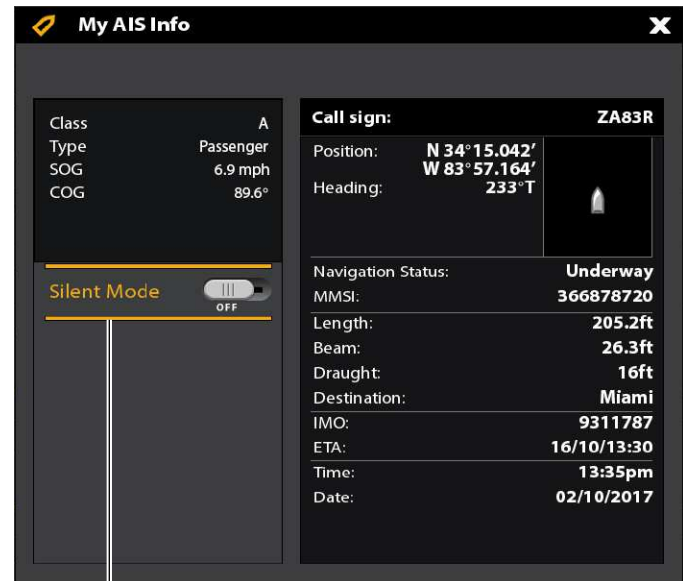 My AIS Info X
Class A
Type Passenger
SOG 6.9 mph
COG 89.6°
Silent Mode OFF
Call sign: ZA83R
Position: N 34°15.042′
W 83°57.164′
Heading: 233°T
Navigation Status: Underway
MMSI: 366878720
Length: 205.2ft
Beam: 26.3ft
Draught: 16ft
Destination: Miami
IMO: 9311787
ETA: 16/10/13:30
Time: 13:35pm
Date: 02/10/2017